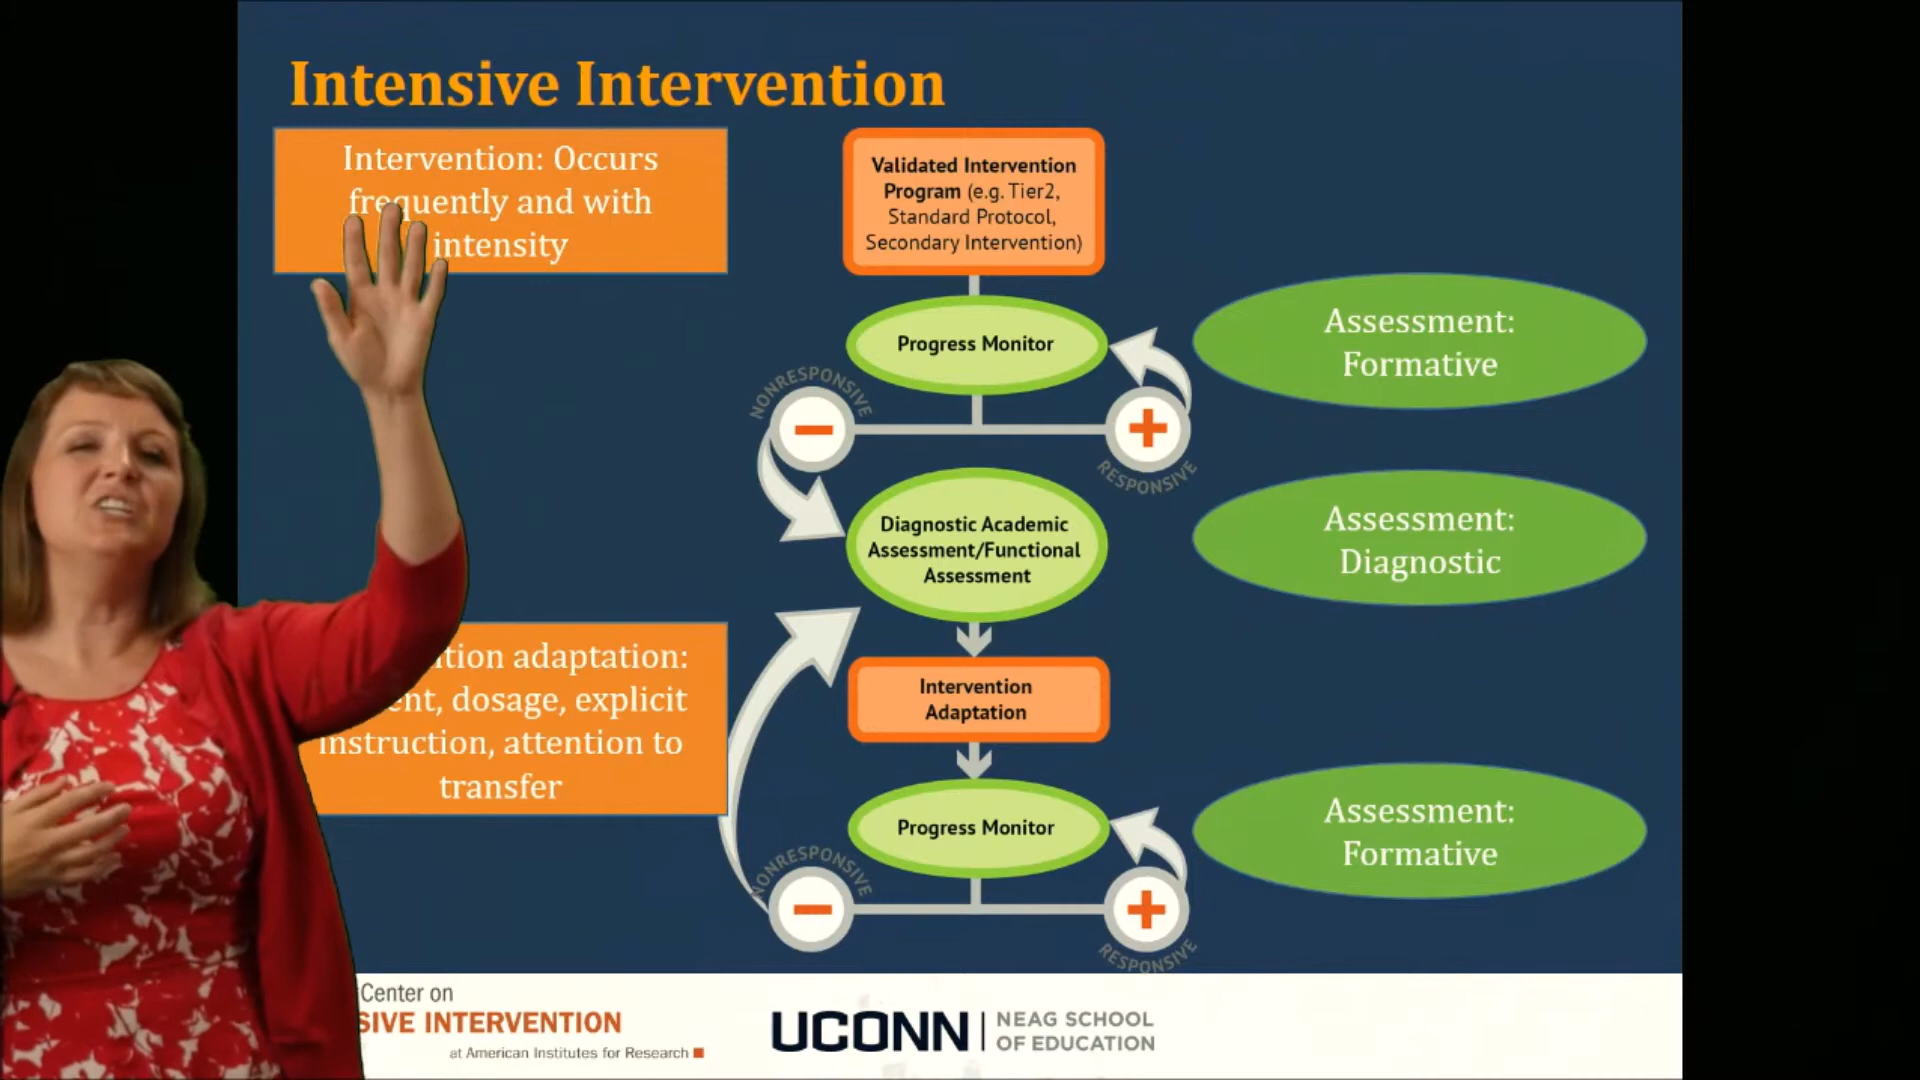 Intensive Intervention
Intervention: Occurs
frequently and with
intensity
Validated Intervention
Program (e.g. Tier2,
Standard Protocol,
Secondary Intervention)
Progress Monitor
NONRESPONSIVE
RESPONSIVE
Assessment:
Formative
Diagnostic Academic
Assessment/Functional
Assessment
Assessment:
Diagnostic
adaptation:
dosage, explicit
instruction, attention to
transfer
Intervention
Adaptation
Progress Monitor
NONRESPONSIVE
RESPONSIVE
Assessment:
Formative
Center on
INTERVENTION
at American Institutes for Research
UCONN
NEAG SCHOOL
OF EDUCATION